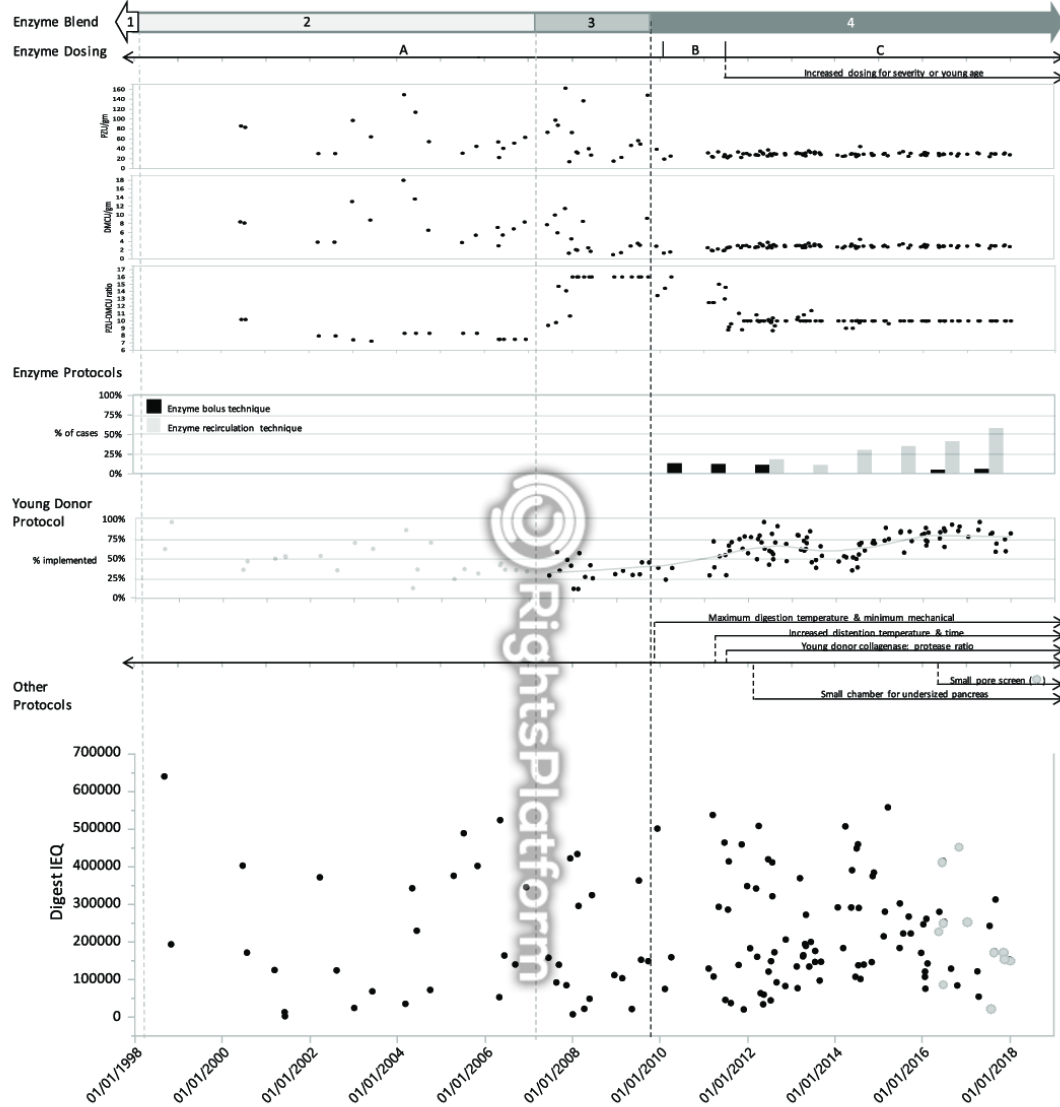 Enzyme Blend
1 2 3 4
Enzyme Dosing
A B C
Increased dosing for severity or young age
PZU/gm
160
140
120
100
80
60
40
20
0
DMCU/gm
18
16
14
12
10
8
6
4
2
0
PZU-DMCU ratio
17
16
15
14
13
12
11
10
9
8
7
6
Enzyme Protocols
% of cases
100%
75%
50%
25%
0%
Enzyme bolus technique
Enzyme recirculation technique
Young Donor
Protocol
% implemented
100%
75%
50%
25%
0%
Maximum digestion temperature & minimum mechanical
Increased distention temperature & time
Young donor collagenase: protease ratio
Other
Protocols
Small pore screen ( )
Small chamber for undersized pancreas
Digest IEQ
700000
600000
500000
400000
300000
200000
100000
0
01/01/1998
01/01/2000
01/01/2002
01/01/2004
01/01/2006
01/01/2008
01/01/2010
01/01/2012
01/01/2014
01/01/2016
01/01/2018
RightsPlatform